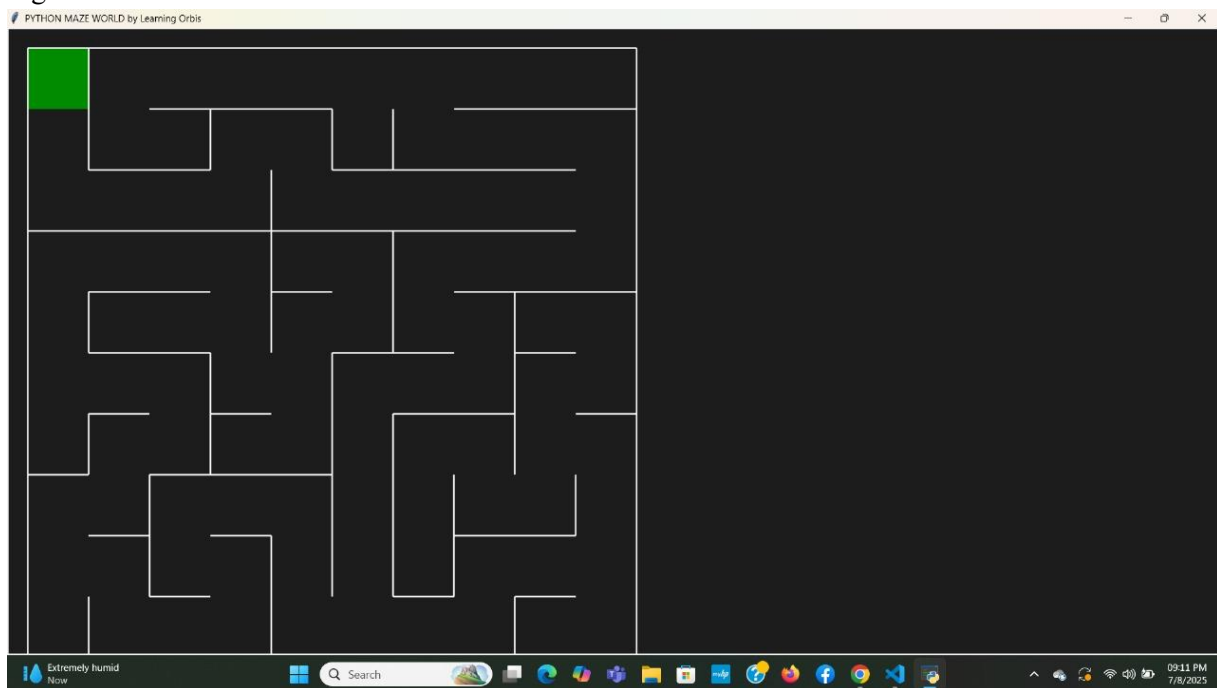 PYTHON MAZE WORLD by Learning Orbis
Extremely humid
Now
Search
09:11 PM
7/8/2025